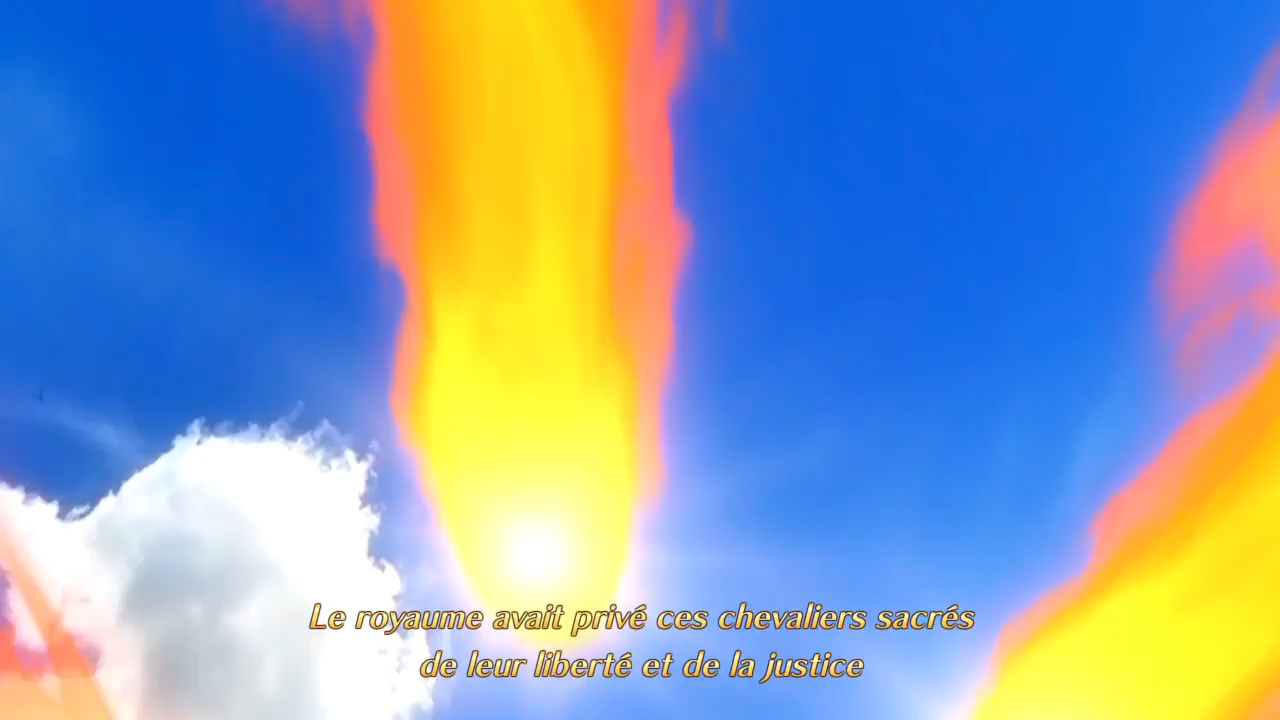 Le royaume avait privé ces chevaliers sacrés
de leur liberté et de la justice